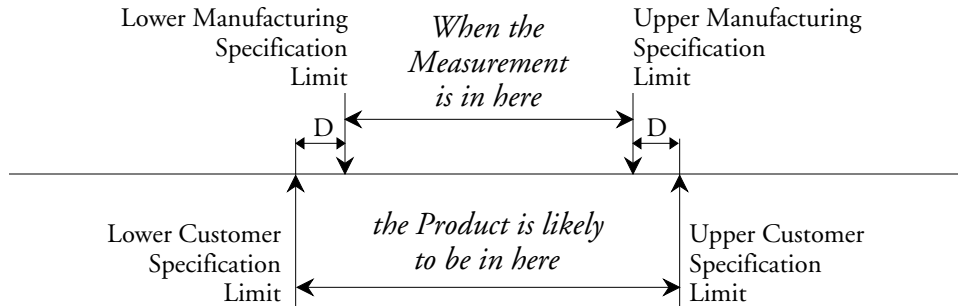 Lower Manufacturing
Specification
Limit
When the
Measurement
is in here
Upper Manufacturing
Specification
Limit
D
D
Lower Customer
Specification
Limit
the Product is likely
to be in here
Upper Customer
Specification
Limit